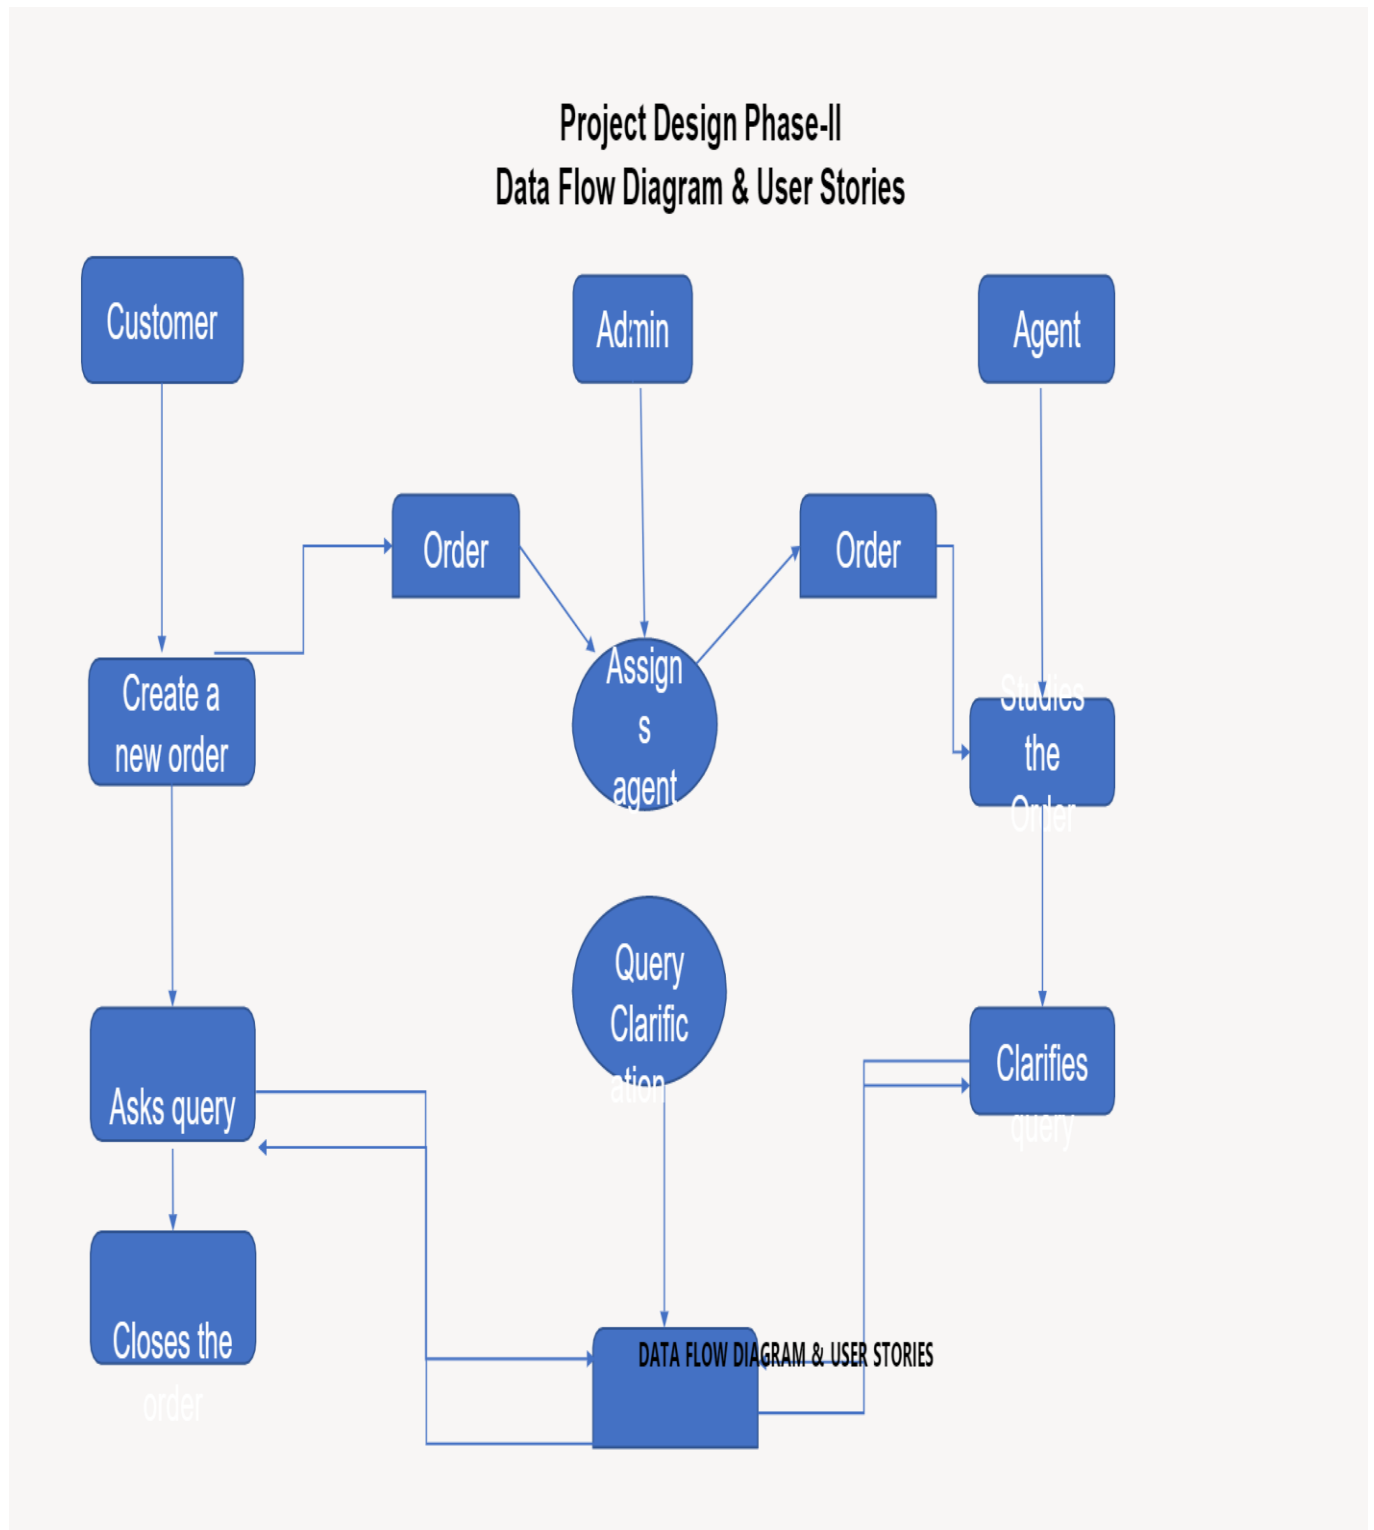 Project Design Phase-II
Data Flow Diagram & User Stories
Customer
Admin
Agent
Order
Order
Create a
new order
Assign
s
agent
Studies
the
Order
Query
Clarific
ation
Asks query
Clarifies
query
Closes the
order
DATA FLOW DIAGRAM & USER STORIES